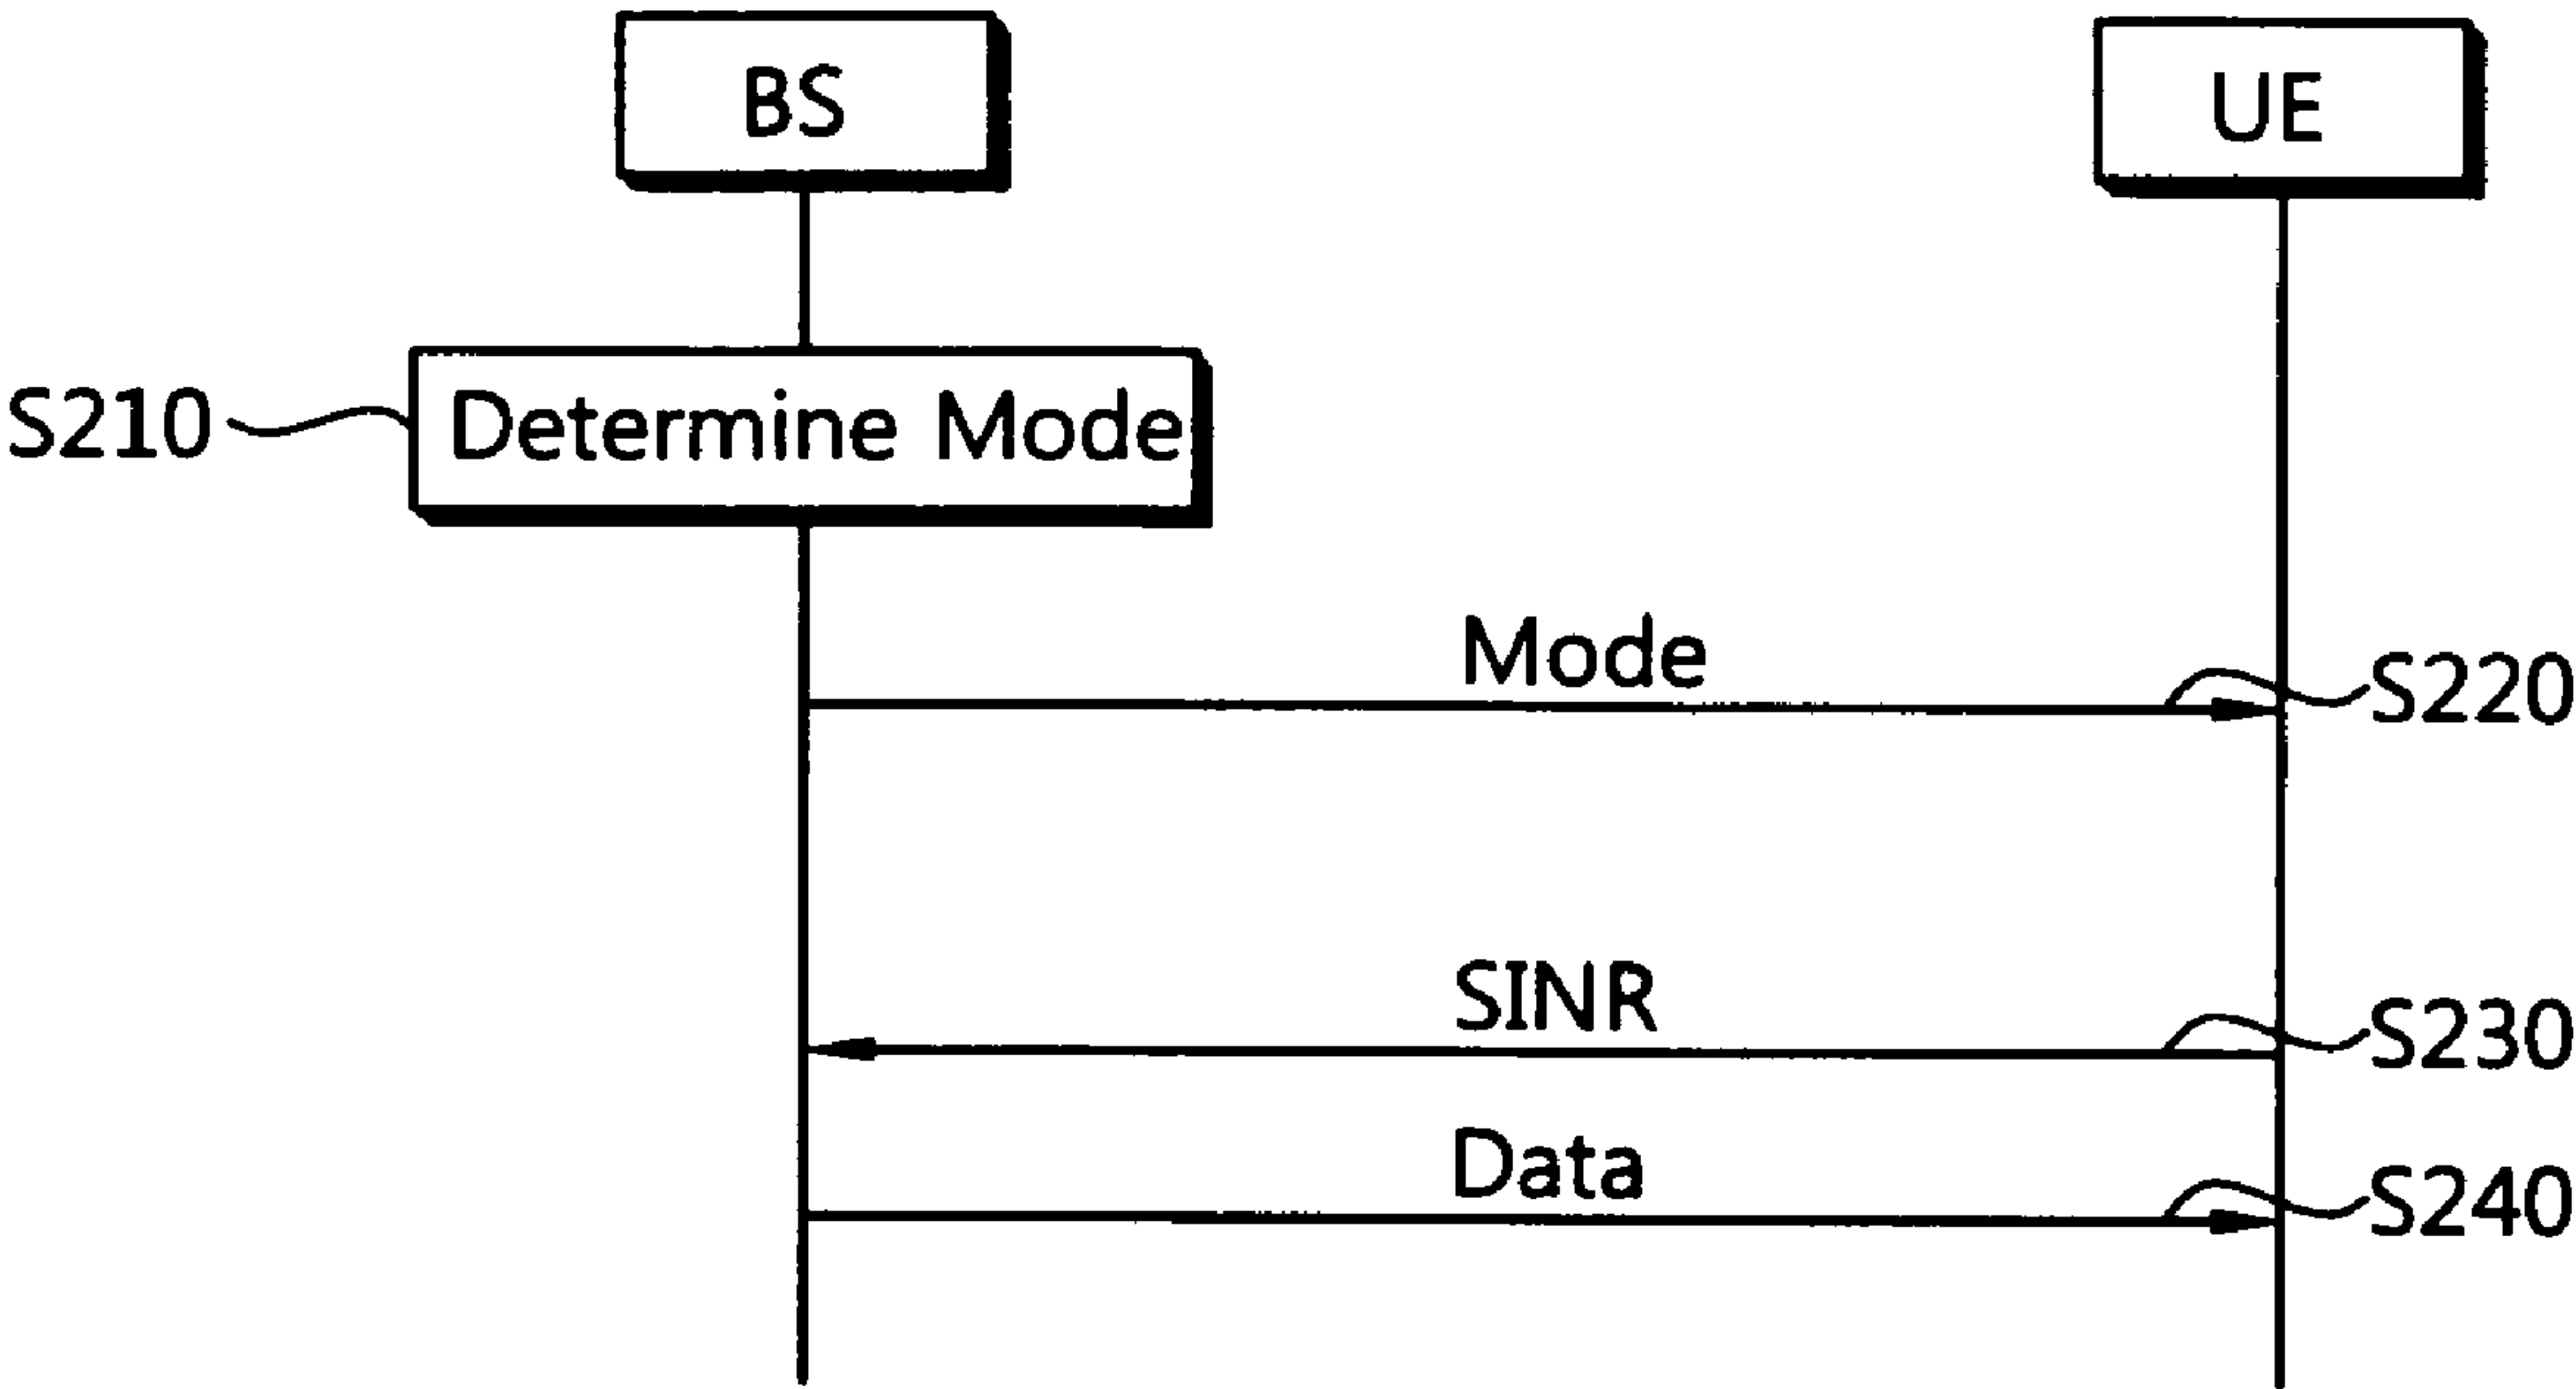 BS
UE
S210
Determine Mode
Mode
S220
SINR
S230
Data
S240